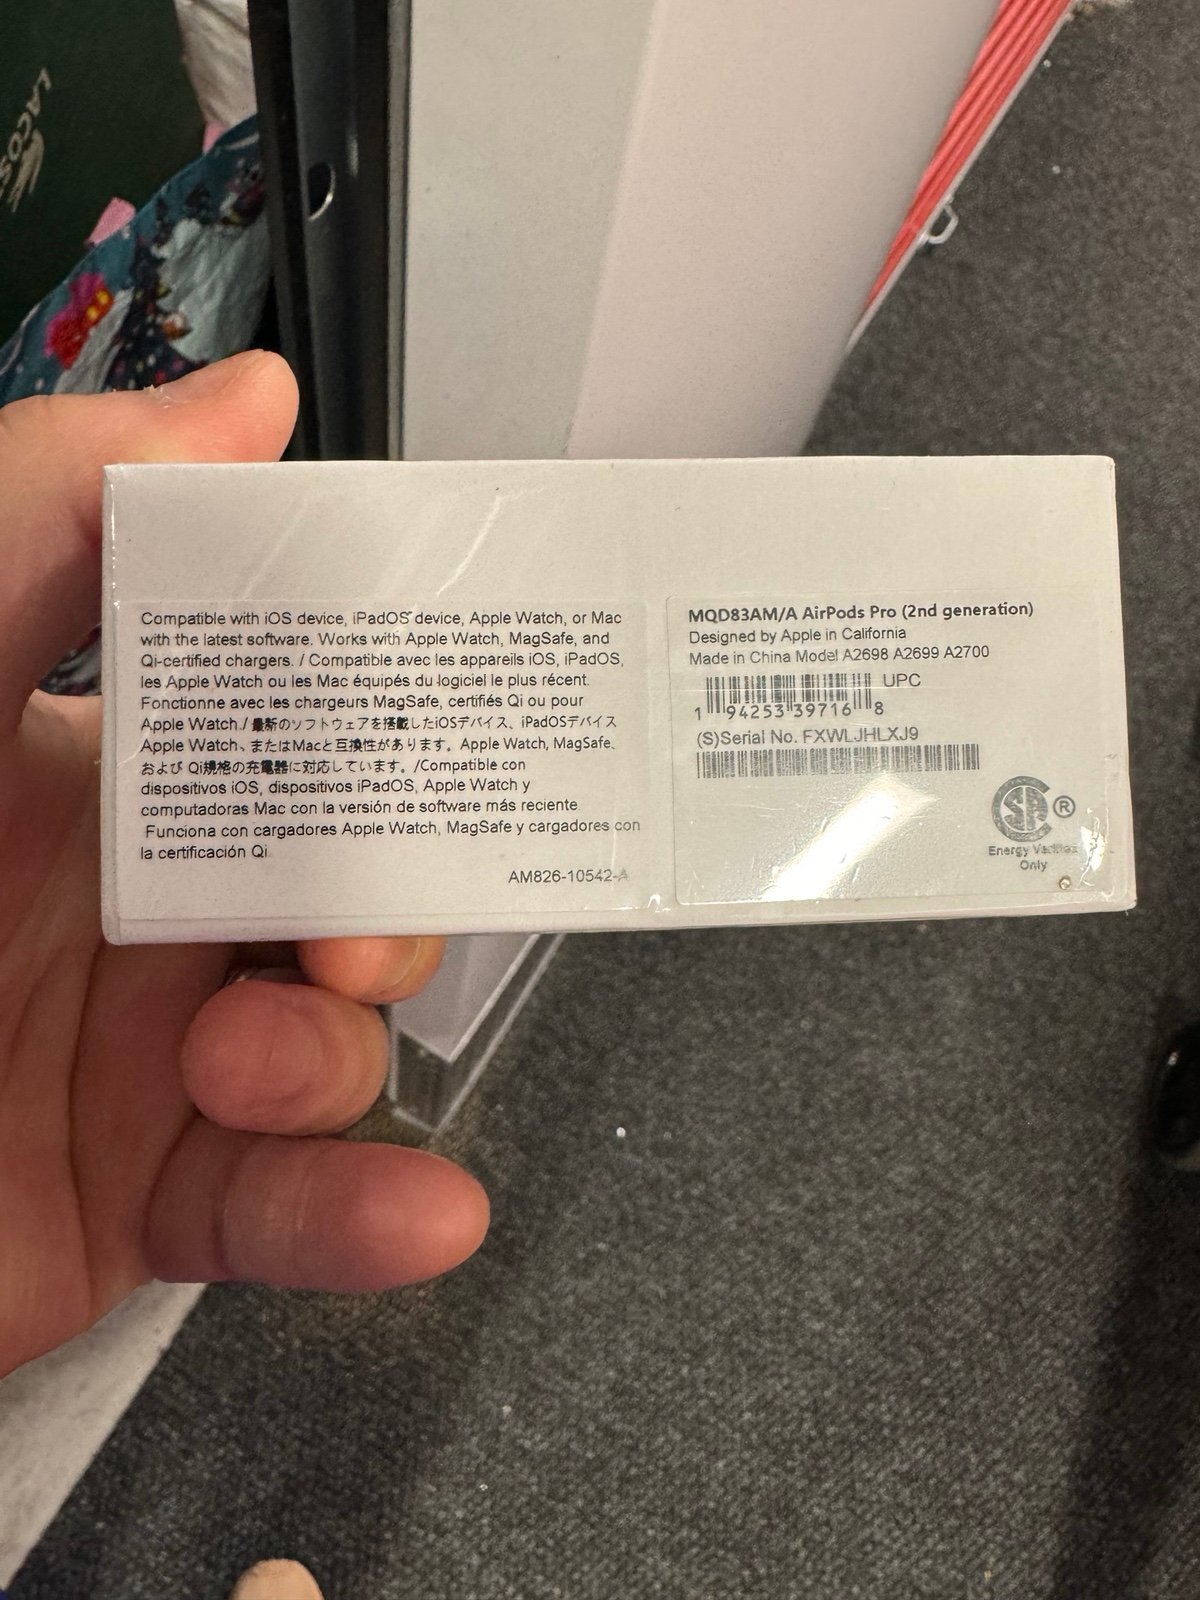 LACOS
Compatible with iOS device, iPadOS device, Apple Watch, or Mac
with the latest software. Works with Apple Watch, MagSafe, and
Qi-certified chargers. / Compatible avec les appareils iOS, iPadOS,
les Apple Watch ou les Mac équipés du logiciel le plus récent.
Fonctionne avec les chargeurs MagSafe, certifiés Qi ou pour
Apple Watch./ 最新のソフトウェアを搭載したiOSデバイス、iPadOSデバイス
Apple Watch、またはMacと互換性があります。Apple Watch, MagSafe、
および Qi規格の充電器に対応しています。/Compatible con
dispositivos iOS, dispositivos iPadOS, Apple Watch y
computadoras Mac con la versión de software más reciente
Funciona con cargadores Apple Watch, MagSafe y cargadores con
la certificación Qi
AM826-10542-A
MQD83AM/A AirPods Pro (2nd generation)
Designed by Apple in California
Made in China Model A2698 A2699 A2700
UPC
1 94253 39716 8
(S)Serial No. FXWLJHLXJ9
SA ®
Energy Verified
Only